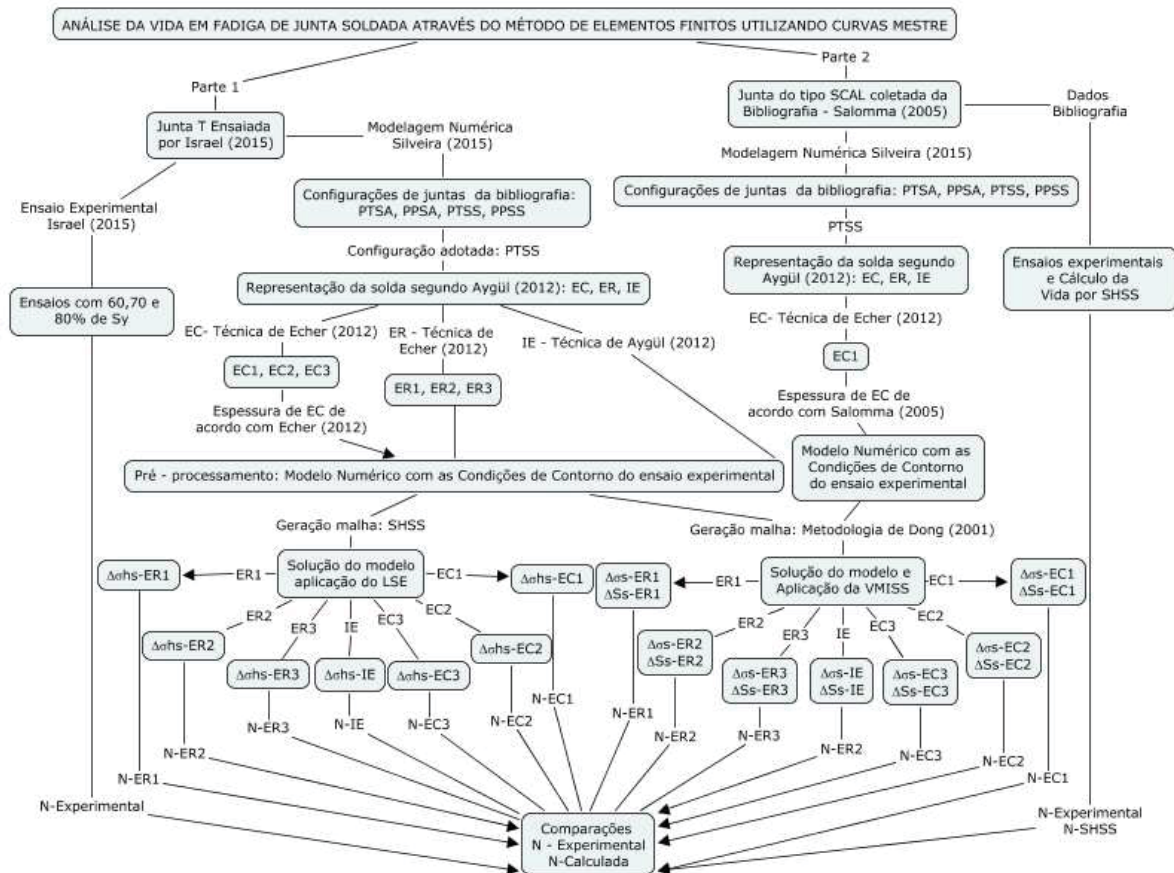 ANÁLISE DA VIDA EM FADIGA DE JUNTA SOLDADA ATRAVÉS DO MÉTODO DE ELEMENTOS FINITOS UTILIZANDO CURVAS MESTRE
Parte 1
Parte 2
Junta T Ensaiada
por Israel (2015)
Modelagem Numérica
Silveira (2015)
Junta do tipo SCAL coletada da
Bibliografia - Salomma (2005)
Dados
Bibliografia
Modelagem Numérica Silveira (2015)
Ensaio Experimental
Israel (2015)
Configurações de juntas da bibliografia:
PTSA, PPSA, PTSS, PPSS
Configurações de juntas da bibliografia: PTSA, PPSA, PTSS, PPSS
Configuração adotada: PTSS
PTSS
Ensaios com 60,70 e
80% de Sy
Representação da solda segundo Aygül (2012): EC, ER, IE
Representação da solda segundo
Aygül (2012): EC, ER, IE
Ensaios experimentais
e Cálculo da
Vida por SHSS
EC- Técnica de Echer (2012)
ER - Técnica de
Echer (2012)
IE - Técnica de Aygül (2012)
EC- Técnica de Echer (2012)
EC1, EC2, EC3
ER1, ER2, ER3
EC1
Espessura de EC de
acordo com Echer (2012)
Espessura de EC de
acordo com Salomma (2005)
Pré - processamento: Modelo Numérico com as Condições de Contorno do ensaio experimental
Modelo Numérico com as
Condições de Contorno
do ensaio experimental
Geração malha: SHSS
Geração malha: Metodologia de Dong (2001)
Δσhs-ER1
ER1
Solução do modelo
aplicação do LSE
EC1
Δσhs-EC1
Δσs-ER1
ΔSs-ER1
ER1
Solução do modelo e
Aplicação da VMISS
EC1
Δσs-EC1
ΔSs-EC1
ER2
ER3
IE
EC3
EC2
ER2
ER3
IE
EC3
EC2
Δσhs-ER2
Δσhs-ER3
Δσhs-IE
Δσhs-EC3
Δσhs-EC2
Δσs-ER2
ΔSs-ER2
Δσs-ER3
ΔSs-ER3
Δσs-IE
ΔSs-IE
Δσs-EC3
ΔSs-EC3
Δσs-EC2
ΔSs-EC2
N-ER1
N-ER2
N-ER3
N-IE
N-EC3
N-EC2
N-EC1
N-ER1
N-ER2
N-ER3
N-ER2
N-EC3
N-EC2
N-EC1
N-Experimental
N-Experimental
N-SHSS
Comparações
N - Experimental
N-Calculada